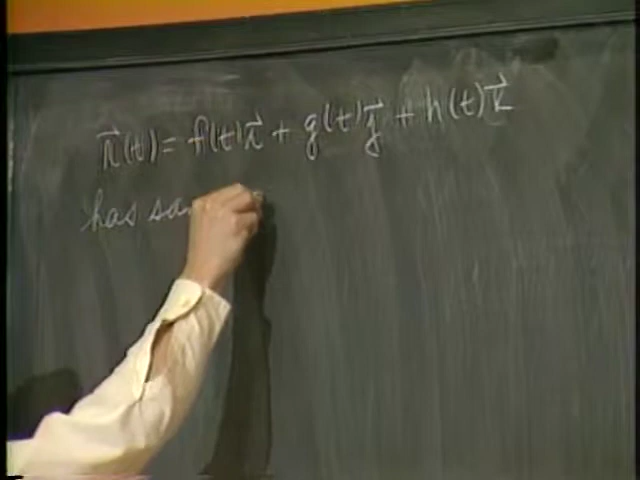 r⃗(t) = f(t)i⃗ + g(t)j⃗ + h(t)k⃗
has sa